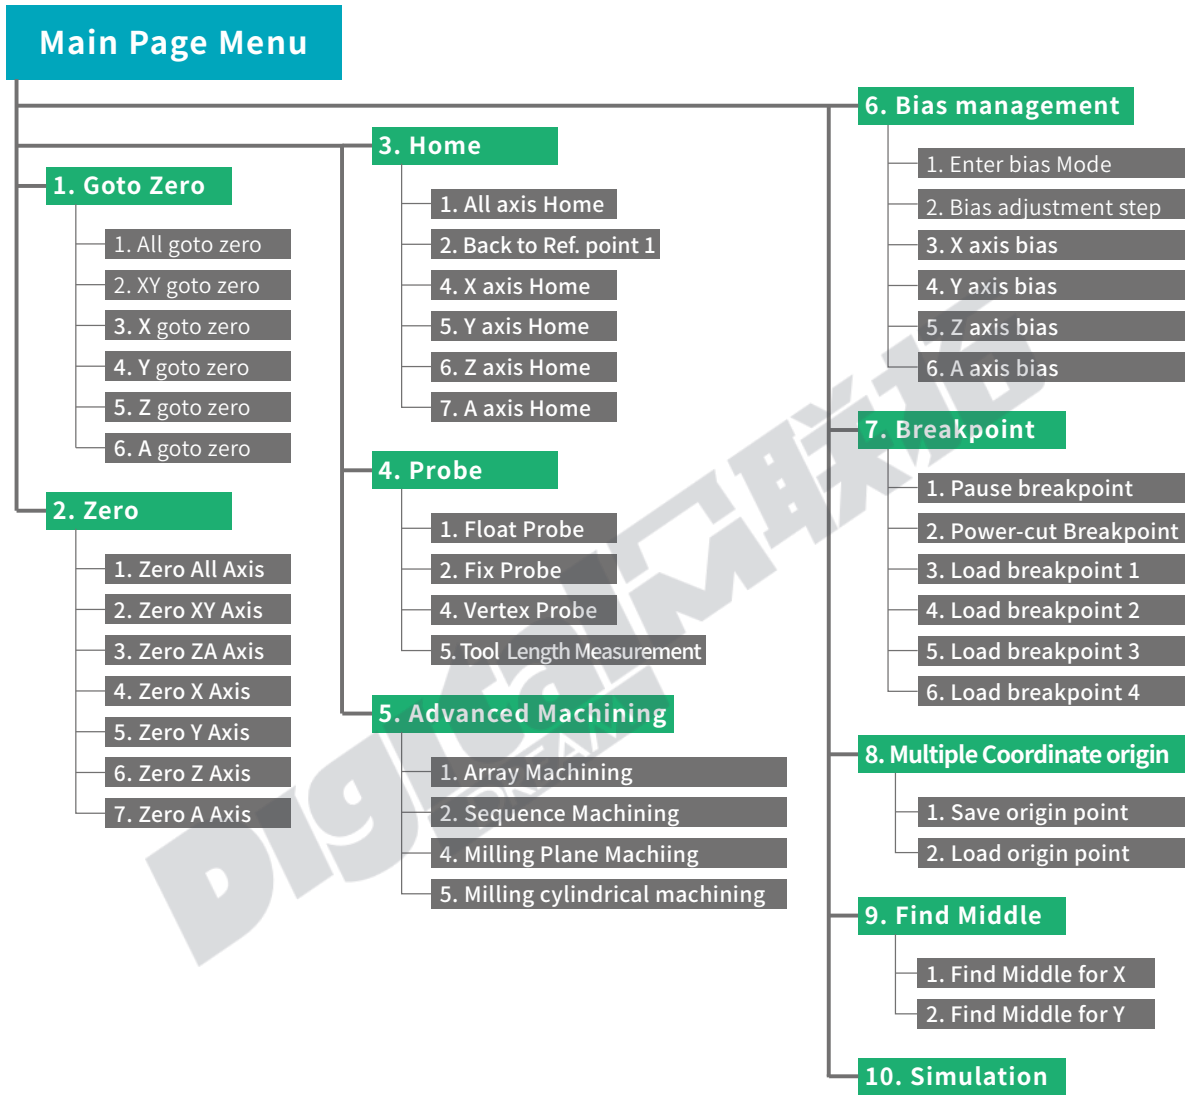 Main Page Menu
1. Goto Zero
1. All goto zero
2. XY goto zero
3. X goto zero
4. Y goto zero
5. Z goto zero
6. A goto zero
2. Zero
1. Zero All Axis
2. Zero XY Axis
3. Zero ZA Axis
4. Zero X Axis
5. Zero Y Axis
6. Zero Z Axis
7. Zero A Axis
3. Home
1. All axis Home
2. Back to Ref. point 1
4. X axis Home
5. Y axis Home
6. Z axis Home
7. A axis Home
4. Probe
1. Float Probe
2. Fix Probe
4. Vertex Probe
5. Tool Length Measurement
5. Advanced Machining
1. Array Machining
2. Sequence Machining
4. Milling Plane Machiing
5. Milling cylindrical machining
6. Bias management
1. Enter bias Mode
2. Bias adjustment step
3. X axis bias
4. Y axis bias
5. Z axis bias
6. A axis bias
7. Breakpoint
1. Pause breakpoint
2. Power-cut Breakpoint
3. Load breakpoint 1
4. Load breakpoint 2
5. Load breakpoint 3
6. Load breakpoint 4
8. Multiple Coordinate origin
1. Save origin point
2. Load origin point
9. Find Middle
1. Find Middle for X
2. Find Middle for Y
10. Simulation
Digital
DREAM
联拓